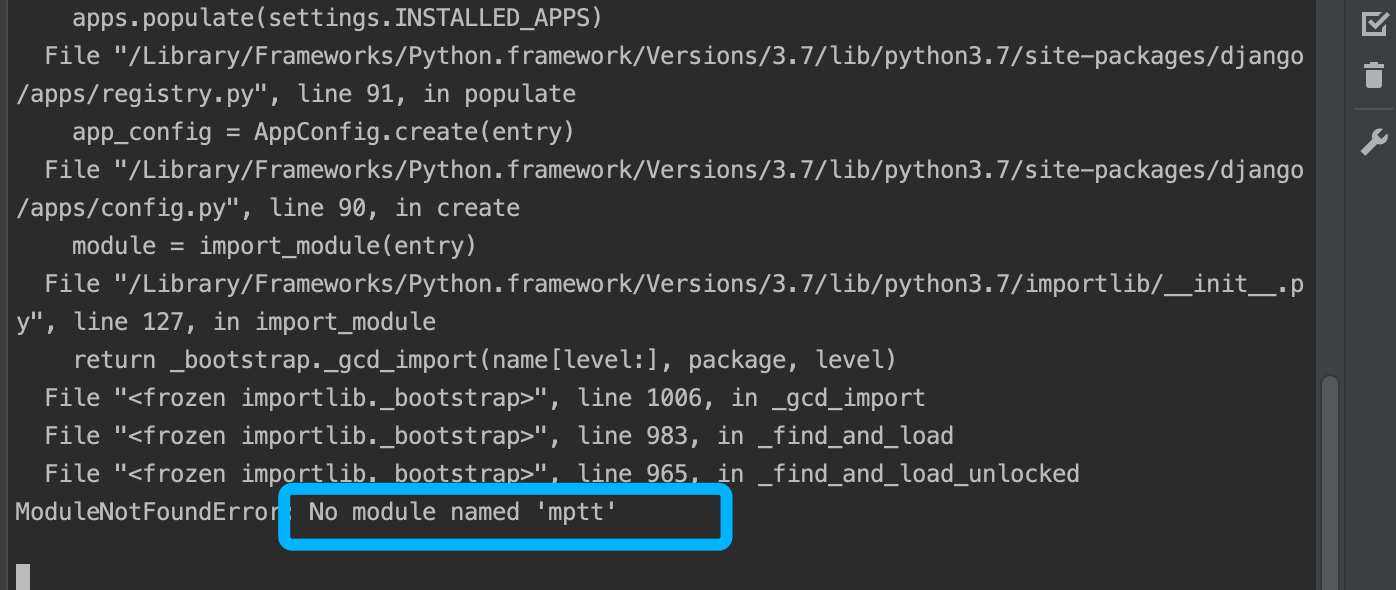 apps.populate(settings.INSTALLED_APPS)
File "/Library/Frameworks/Python.framework/Versions/3.7/lib/python3.7/site-packages/django
/apps/registry.py", line 91, in populate
app_config = AppConfig.create(entry)
File "/Library/Frameworks/Python.framework/Versions/3.7/lib/python3.7/site-packages/django
/apps/config.py", line 90, in create
module = import_module(entry)
File "/Library/Frameworks/Python.framework/Versions/3.7/lib/python3.7/importlib/__init__.p
y", line 127, in import_module
return _bootstrap._gcd_import(name[level:], package, level)
File "<frozen importlib._bootstrap>", line 1006, in _gcd_import
File "<frozen importlib._bootstrap>", line 983, in _find_and_load
File "<frozen importlib._bootstrap>", line 965, in _find_and_load_unlocked
ModuleNotFoundError: No module named 'mptt'